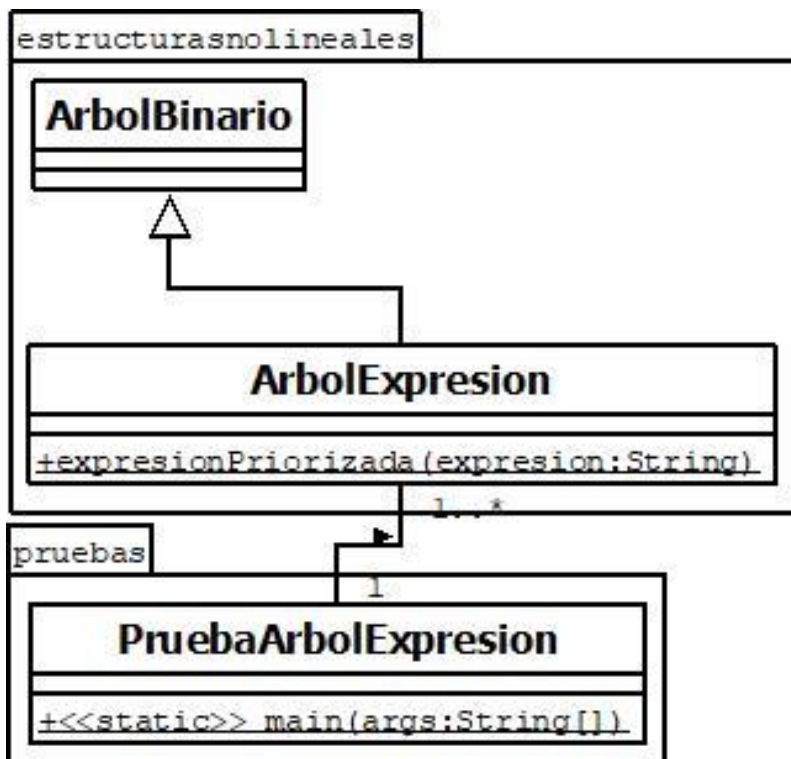 estructurasnolineales
ArbolBinario
ArbolExpresion
+expresionPriorizada(expresion:String)
1..*
pruebas
1
PruebaArbolExpresion
+<<static>> main(args:String[])